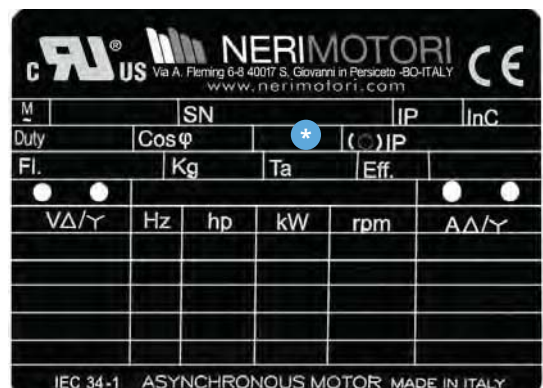 c RU ® US NERIMOTORI CE
Via A. Fleming 6-8 40017 S. Giovanni in Persiceto -BO-ITALY
www.nerimotori.com
M~ SN IP InC
Duty Cosφ * ( )IP
Fl. Kg Ta Eff.
V△/Y Hz hp kW rpm A△/Y
IEC 34-1 ASYNCHRONOUS MOTOR MADE IN ITALY